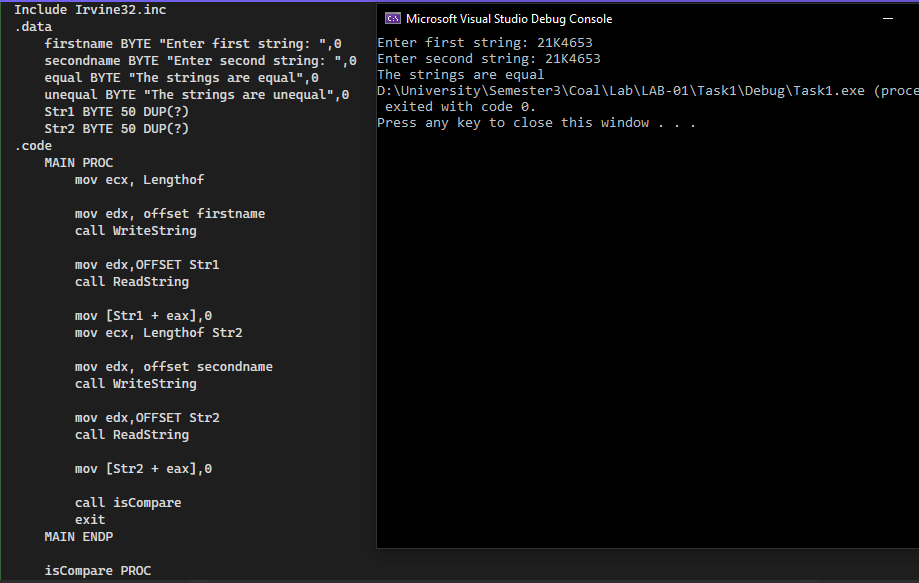 Include Irvine32.inc
.data
firstname BYTE "Enter first string: ",0
secondname BYTE "Enter second string: ",0
equal BYTE "The strings are equal",0
unequal BYTE "The strings are unequal",0
Str1 BYTE 50 DUP(?)
Str2 BYTE 50 DUP(?)
.code
MAIN PROC
mov ecx, Lengthof
mov edx, offset firstname
call WriteString
mov edx,OFFSET Str1
call ReadString
mov [Str1 + eax],0
mov ecx, Lengthof Str2
mov edx, offset secondname
call WriteString
mov edx,OFFSET Str2
call ReadString
mov [Str2 + eax],0
call isCompare
exit
MAIN ENDP
isCompare PROC
Microsoft Visual Studio Debug Console
Enter first string: 21K4653
Enter second string: 21K4653
The strings are equal
D:\University\Semester3\Coal\Lab\LAB-01\Task1\Debug\Task1.exe (proce
exited with code 0.
Press any key to close this window . . .